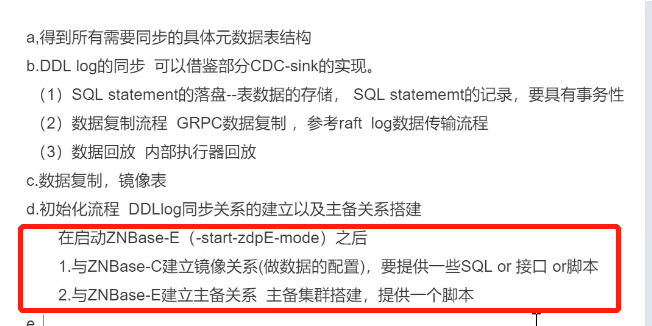 a,得到所有需要同步的具体元数据表结构
b.DDL log的同步 可以借鉴部分CDC-sink的实现。
（1）SQL statement的落盘--表数据的存储， SQL statememt的记录，要具有事务性
（2）数据复制流程 GRPC数据复制 ，参考raft log数据传输流程
（3）数据回放 内部执行器回放
c.数据复制，镜像表
d.初始化流程 DDLlog同步关系的建立以及主备关系搭建
在启动ZNBase-E（-start-zdpE-mode）之后
1.与ZNBase-C建立镜像关系(做数据的配置)，要提供一些SQL or 接口 or脚本
2.与ZNBase-E建立主备关系 主备集群搭建，提供一个脚本
e